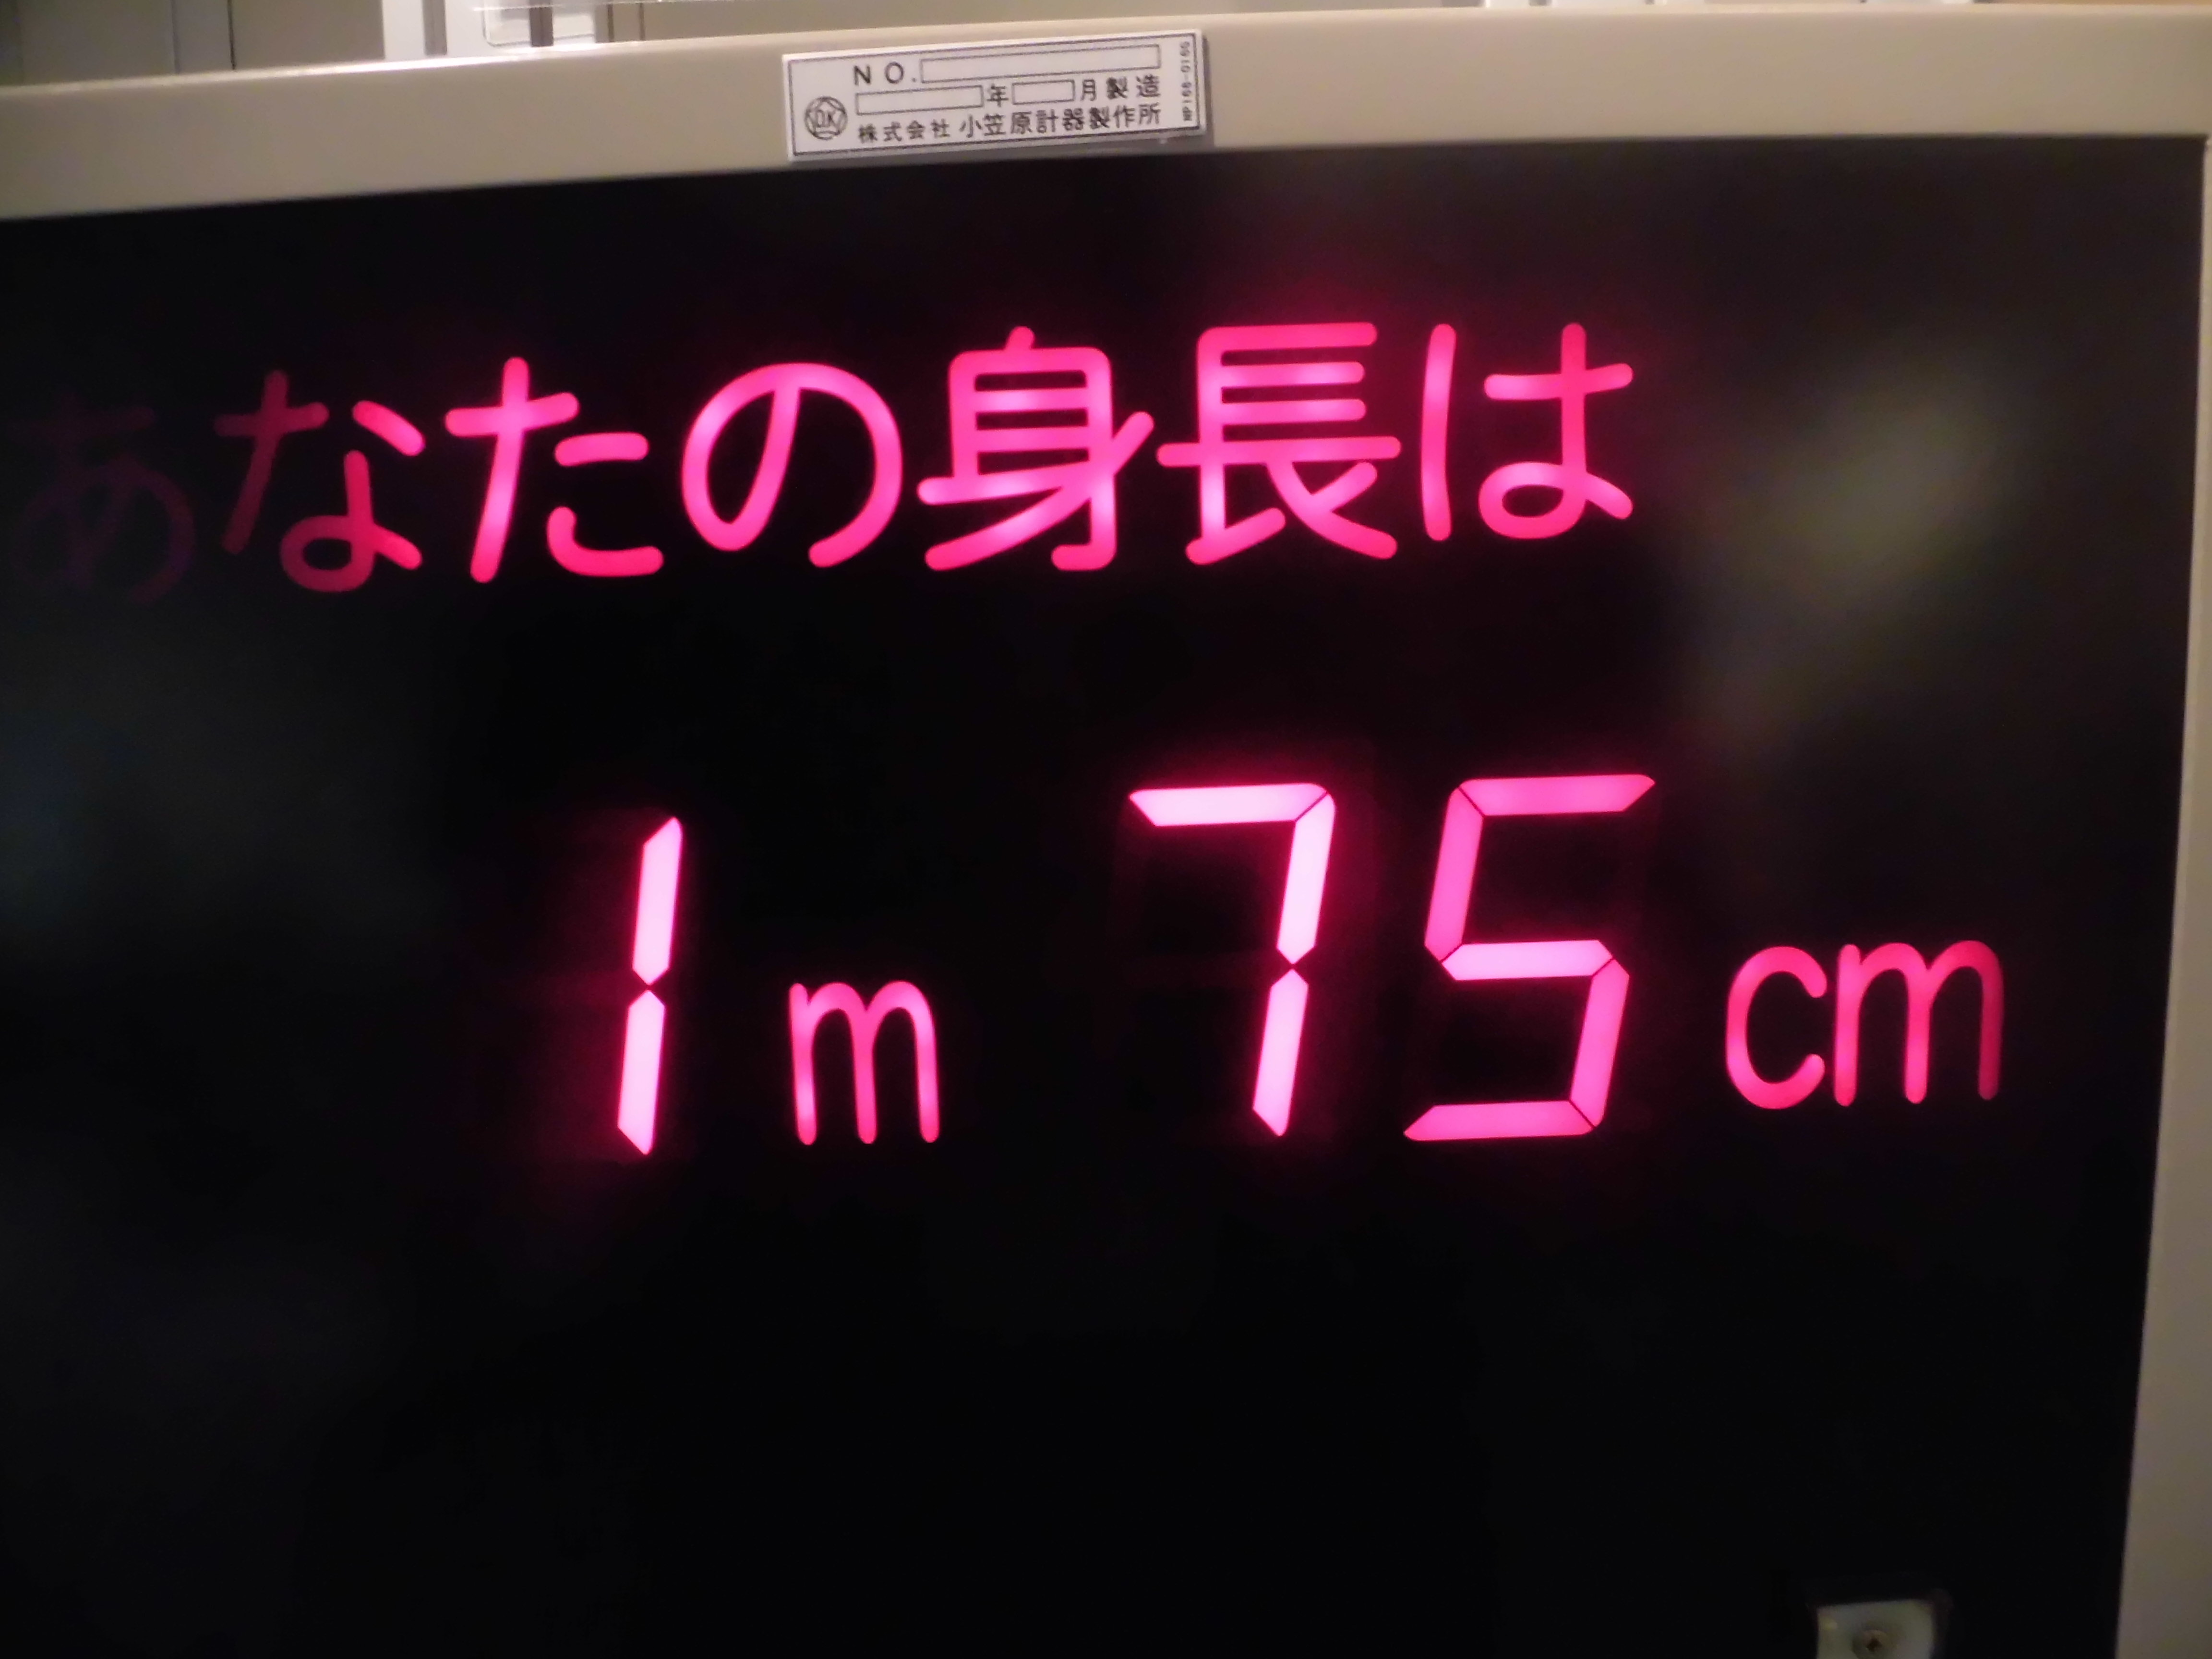 NO.
年 月製造
O.K 株式会社 小笠原計器製作所
あなたの身長は
1m 75cm